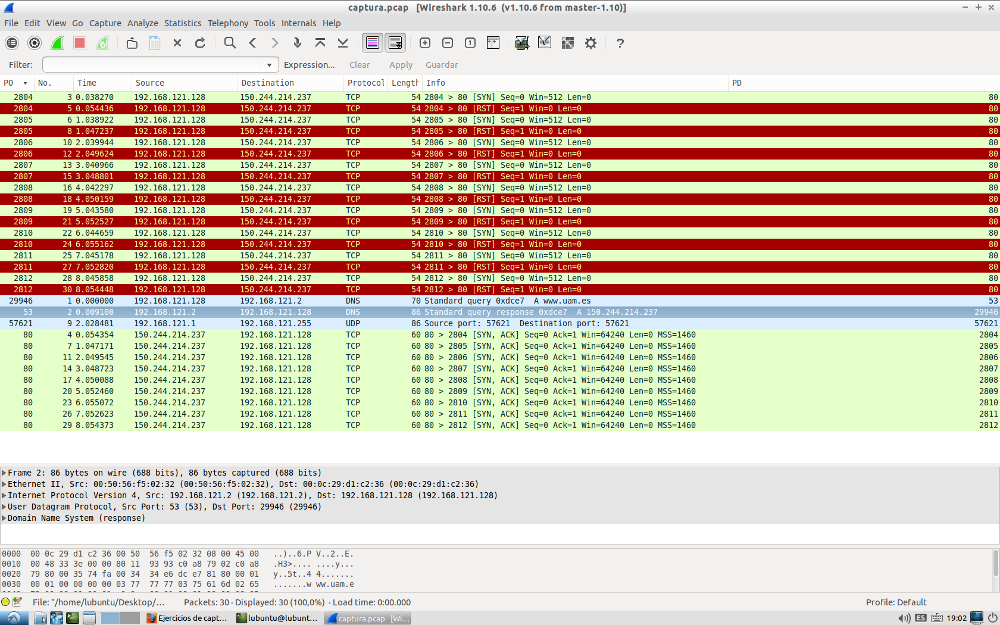 captura.pcap   [Wireshark 1.10.6  (v1.10.6 from master-1.10)]
File Edit View Go Capture Analyze Statistics Telephony Tools Internals Help
Filter: Expression... Clear Apply Guardar
PO No. Time Source Destination Protocol Length Info PD
2804 3 0.038270 192.168.121.128 150.244.214.237 TCP 54 2804 > 80 [SYN] Seq=0 Win=512 Len=0 80
2804 5 0.054436 192.168.121.128 150.244.214.237 TCP 54 2804 > 80 [RST] Seq=1 Win=0 Len=0 80
2805 6 1.038922 192.168.121.128 150.244.214.237 TCP 54 2805 > 80 [SYN] Seq=0 Win=512 Len=0 80
2805 8 1.047237 192.168.121.128 150.244.214.237 TCP 54 2805 > 80 [RST] Seq=1 Win=0 Len=0 80
2806 10 2.039944 192.168.121.128 150.244.214.237 TCP 54 2806 > 80 [SYN] Seq=0 Win=512 Len=0 80
2806 12 2.049624 192.168.121.128 150.244.214.237 TCP 54 2806 > 80 [RST] Seq=1 Win=0 Len=0 80
2807 13 3.040966 192.168.121.128 150.244.214.237 TCP 54 2807 > 80 [SYN] Seq=0 Win=512 Len=0 80
2807 15 3.048801 192.168.121.128 150.244.214.237 TCP 54 2807 > 80 [RST] Seq=1 Win=0 Len=0 80
2808 16 4.042297 192.168.121.128 150.244.214.237 TCP 54 2808 > 80 [SYN] Seq=0 Win=512 Len=0 80
2808 18 4.050159 192.168.121.128 150.244.214.237 TCP 54 2808 > 80 [RST] Seq=1 Win=0 Len=0 80
2809 19 5.043580 192.168.121.128 150.244.214.237 TCP 54 2809 > 80 [SYN] Seq=0 Win=512 Len=0 80
2809 21 5.052527 192.168.121.128 150.244.214.237 TCP 54 2809 > 80 [RST] Seq=1 Win=0 Len=0 80
2810 22 6.044659 192.168.121.128 150.244.214.237 TCP 54 2810 > 80 [SYN] Seq=0 Win=512 Len=0 80
2810 24 6.055162 192.168.121.128 150.244.214.237 TCP 54 2810 > 80 [RST] Seq=1 Win=0 Len=0 80
2811 25 7.045178 192.168.121.128 150.244.214.237 TCP 54 2811 > 80 [SYN] Seq=0 Win=512 Len=0 80
2811 27 7.052820 192.168.121.128 150.244.214.237 TCP 54 2811 > 80 [RST] Seq=1 Win=0 Len=0 80
2812 28 8.045858 192.168.121.128 150.244.214.237 TCP 54 2812 > 80 [SYN] Seq=0 Win=512 Len=0 80
2812 30 8.054448 192.168.121.128 150.244.214.237 TCP 54 2812 > 80 [RST] Seq=1 Win=0 Len=0 80
29946 1 0.000000 192.168.121.128 192.168.121.2 DNS 70 Standard query 0xdce7  A www.uam.es 53
53 2 0.009100 192.168.121.2 192.168.121.128 DNS 86 Standard query response 0xdce7  A 150.244.214.237 29946
57621 9 2.028481 192.168.121.1 192.168.121.255 UDP 86 Source port: 57621  Destination port: 57621 57621
80 4 0.054354 150.244.214.237 192.168.121.128 TCP 60 80 > 2804 [SYN, ACK] Seq=0 Ack=1 Win=64240 Len=0 MSS=1460 2804
80 7 1.047171 150.244.214.237 192.168.121.128 TCP 60 80 > 2805 [SYN, ACK] Seq=0 Ack=1 Win=64240 Len=0 MSS=1460 2805
80 11 2.049545 150.244.214.237 192.168.121.128 TCP 60 80 > 2806 [SYN, ACK] Seq=0 Ack=1 Win=64240 Len=0 MSS=1460 2806
80 14 3.048723 150.244.214.237 192.168.121.128 TCP 60 80 > 2807 [SYN, ACK] Seq=0 Ack=1 Win=64240 Len=0 MSS=1460 2807
80 17 4.050088 150.244.214.237 192.168.121.128 TCP 60 80 > 2808 [SYN, ACK] Seq=0 Ack=1 Win=64240 Len=0 MSS=1460 2808
80 20 5.052460 150.244.214.237 192.168.121.128 TCP 60 80 > 2809 [SYN, ACK] Seq=0 Ack=1 Win=64240 Len=0 MSS=1460 2809
80 23 6.055072 150.244.214.237 192.168.121.128 TCP 60 80 > 2810 [SYN, ACK] Seq=0 Ack=1 Win=64240 Len=0 MSS=1460 2810
80 26 7.052623 150.244.214.237 192.168.121.128 TCP 60 80 > 2811 [SYN, ACK] Seq=0 Ack=1 Win=64240 Len=0 MSS=1460 2811
80 29 8.054373 150.244.214.237 192.168.121.128 TCP 60 80 > 2812 [SYN, ACK] Seq=0 Ack=1 Win=64240 Len=0 MSS=1460 2812
Frame 2: 86 bytes on wire (688 bits), 86 bytes captured (688 bits)
Ethernet II, Src: 00:50:56:f5:02:32 (00:50:56:f5:02:32), Dst: 00:0c:29:d1:c2:36 (00:0c:29:d1:c2:36)
Internet Protocol Version 4, Src: 192.168.121.2 (192.168.121.2), Dst: 192.168.121.128 (192.168.121.128)
User Datagram Protocol, Src Port: 53 (53), Dst Port: 29946 (29946)
Domain Name System (response)
0000  00 0c 29 d1 c2 36 00 50  56 f5 02 32 08 00 45 00   ..)..6.P V..2..E.
0010  00 48 33 3e 00 00 80 11  93 93 c0 a8 79 02 c0 a8   .H3>.... ....y...
0020  79 80 00 35 74 fa 00 34  34 e6 dc e7 81 80 00 01   y..5t..4 4.......
0030  00 01 00 00 00 00 03 77  77 77 03 75 61 6d 02 65   .......w ww.uam.e
File: "/home/lubuntu/Desktop/... Packets: 30 · Displayed: 30 (100,0%) · Load time: 0:00.000 Profile: Default
Ejercicios de capt... lubuntu@lubunt... captura.pcap  [Wi... ES 19:02